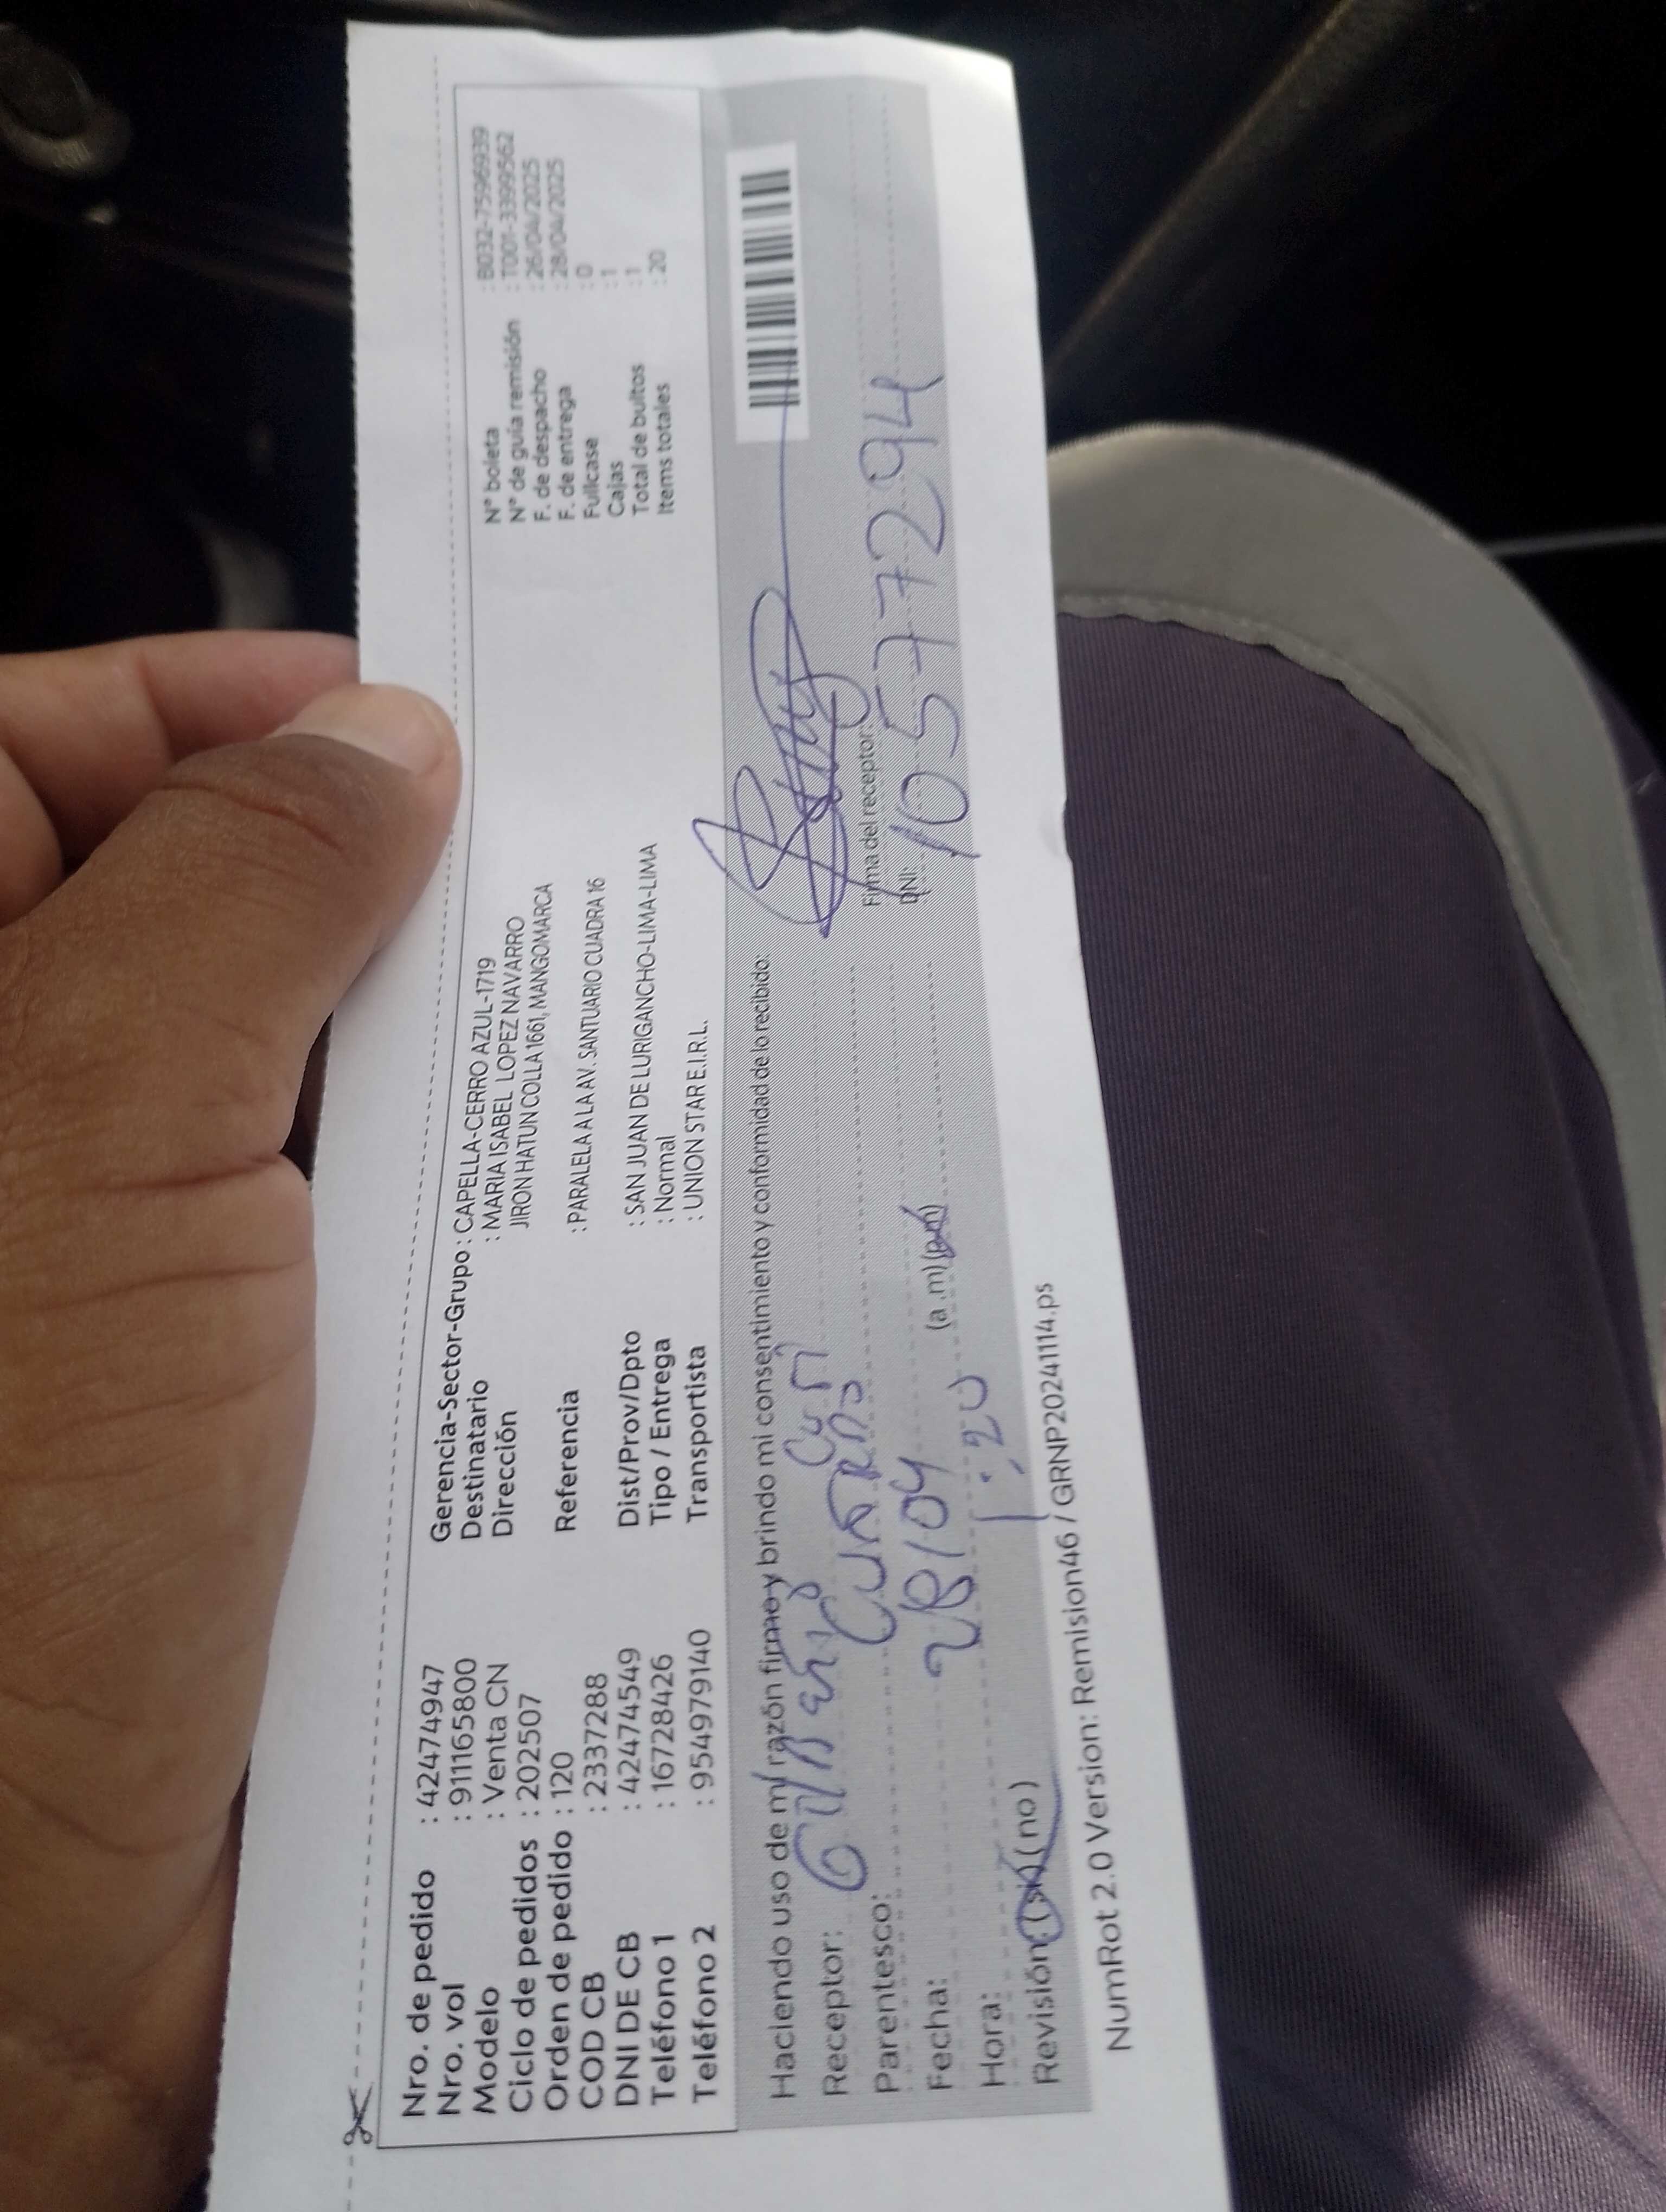 Nro. de pedido : 42474947
Nro. vol : 911165800
Modelo : Venta CN
Ciclo de pedidos : 202507
Orden de pedido : 120
COD CB : 2337288
DNI DE CB : 42474549
Teléfono 1 : 16728426
Teléfono 2 : 954979140
Gerencia-Sector-Grupo : CAPELLA-CERRO AZUL-1719
Destinatario : MARIA ISABEL LOPEZ NAVARRO
Dirección JIRON HATUN COLLA 1661, MANGOMARCA
Referencia : PARALELA A LA AV. SANTUARIO CUADRA 16
Dist/Prov/Dpto : SAN JUAN DE LURIGANCHO-LIMA-LIMA
Tipo / Entrega : Normal
Transportista : UNION STAR E.I.R.L.
N° boleta : B032-75969939
N° de guía remisión : T001-33999562
F. de despacho : 26/04/2025
F. de entrega : 28/04/2025
Fullcase : 0
Cajas : 1
Total de bultos : 1
Items totales : 20
Haciendo uso de mi razón firmo y brindo mi consentimiento y conformidad de lo recibido:
Receptor:
Parentesco:
Fecha: 28/04
Hora: 1:20 (a.m) (p.m)
Revisión: (si) (no)
Firma del receptor:
DNI: 10577294
NumRot 2.0 Version: Remision46 / GRNP20241114.ps